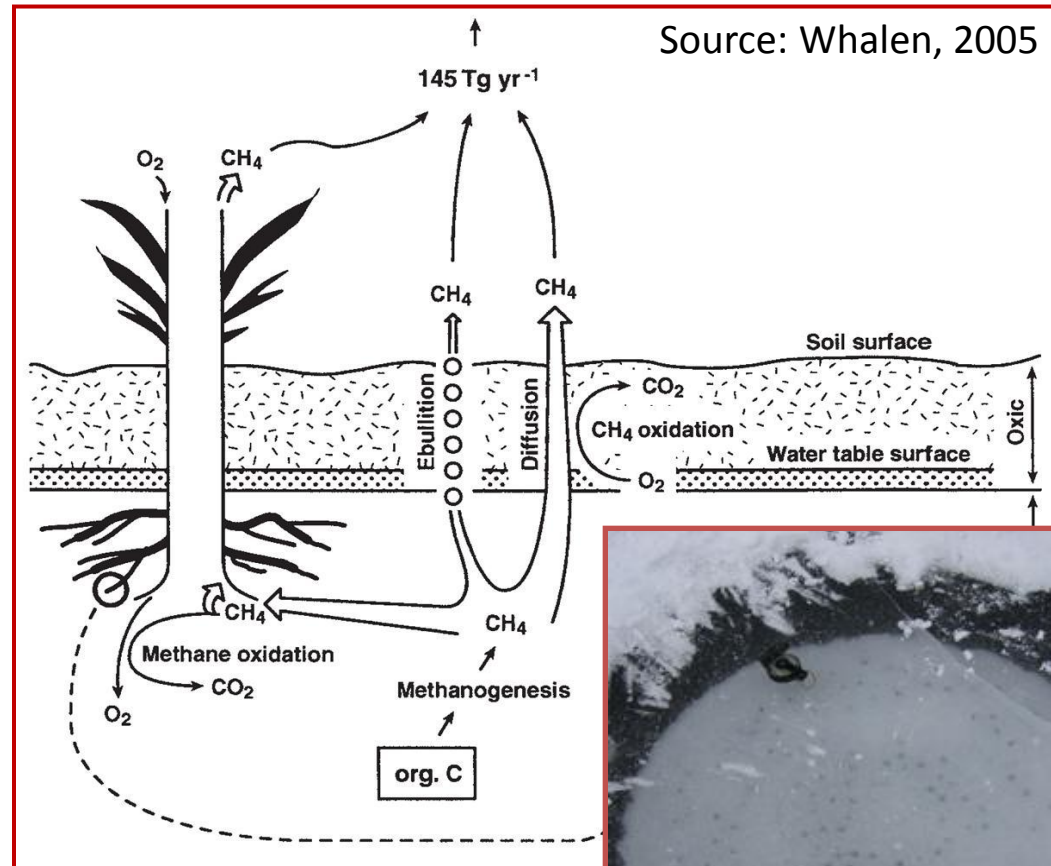 Source: Whalen, 2005
145 Tg yr⁻¹
O₂
CH₄
CH₄
CH₄
Soil surface
Ebullition
Diffusion
CO₂
CH₄ oxidation
Oxic
Water table surface
O₂
CH₄
CH₄
Methane oxidation
CO₂
O₂
Methanogenesis
org. C